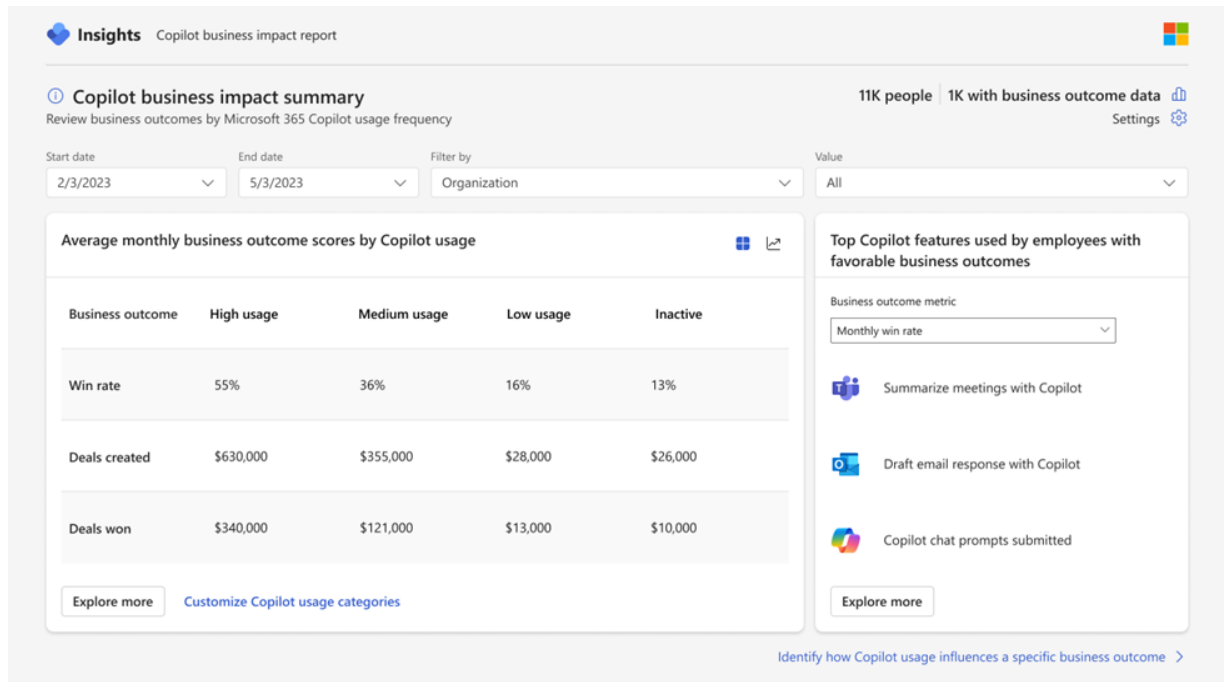 Insights Copilot business impact report
Copilot business impact summary
11K people 1K with business outcome data
Review business outcomes by Microsoft 365 Copilot usage frequency
Settings
Start date End date Filter by Value
2/3/2023 5/3/2023 Organization All
Average monthly business outcome scores by Copilot usage
Business outcome High usage Medium usage Low usage Inactive
Win rate 55% 36% 16% 13%
Deals created $630,000 $355,000 $28,000 $26,000
Deals won $340,000 $121,000 $13,000 $10,000
Explore more Customize Copilot usage categories
Top Copilot features used by employees with
favorable business outcomes
Business outcome metric
Monthly win rate
Summarize meetings with Copilot
Draft email response with Copilot
Copilot chat prompts submitted
Explore more
Identify how Copilot usage influences a specific business outcome